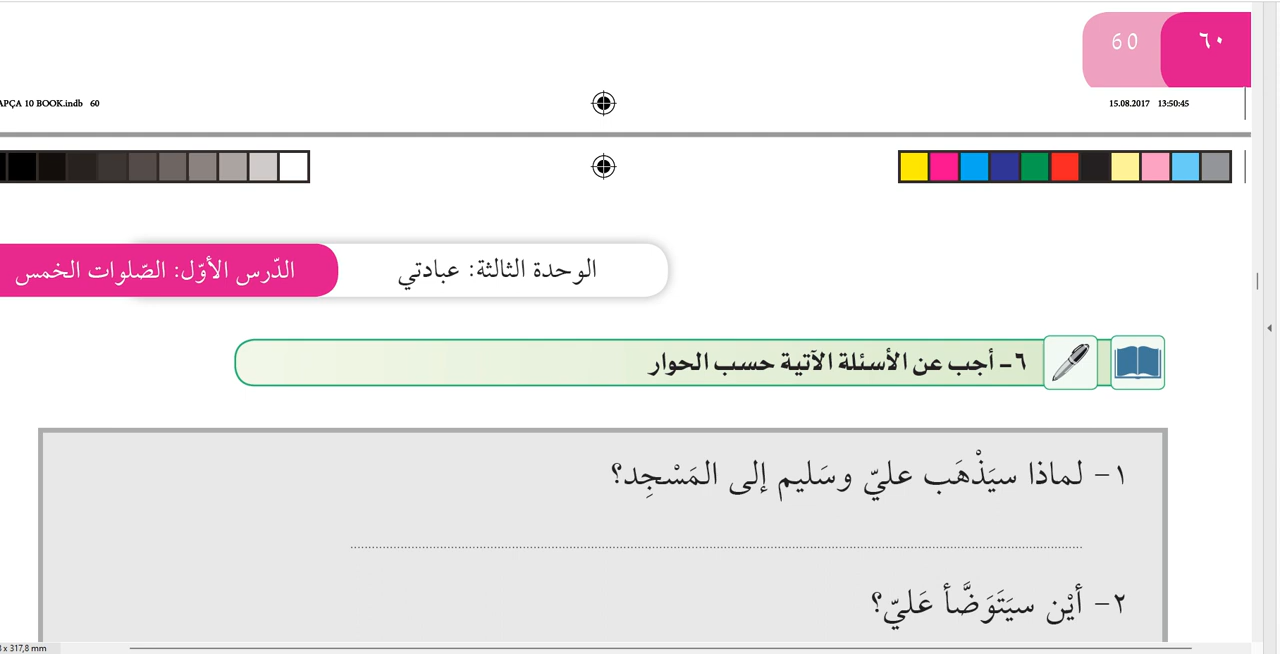 60 ٦٠
APÇA 10 BOOK.indb 60
15.08.2017 13:50:45
الوحدة الثالثة: عبادتي
الدّرس الأوّل: الصّلوات الخمس
٦- أجب عن الأسئلة الآتية حسب الحوار
١- لماذا سيَذْهَب عليّ وسَليم إلى المَسْجِد؟
٢- أيْن سيَتَوَضَّأ عَليّ؟
x 317,8 mm